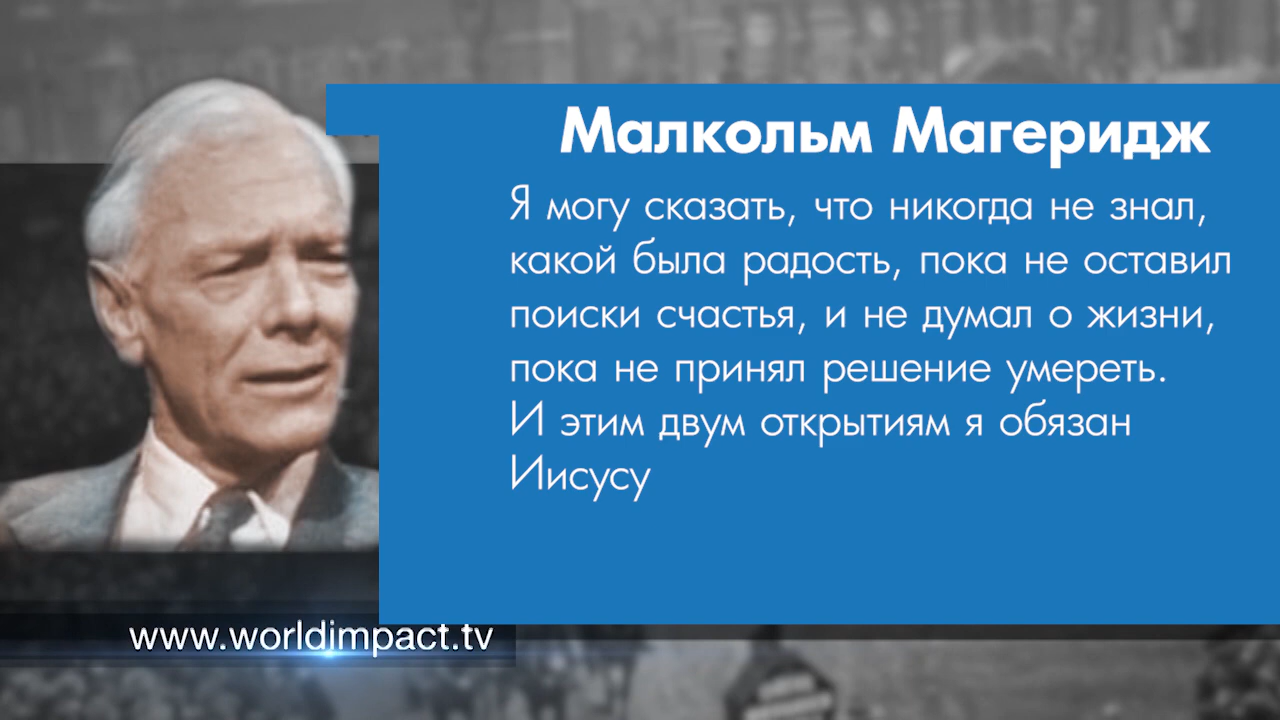 Малкольм Магеридж
Я могу сказать, что никогда не знал,
какой была радость, пока не оставил
поиски счастья, и не думал о жизни,
пока не принял решение умереть.
И этим двум открытиям я обязан
Иисусу
www.worldimpact.tv